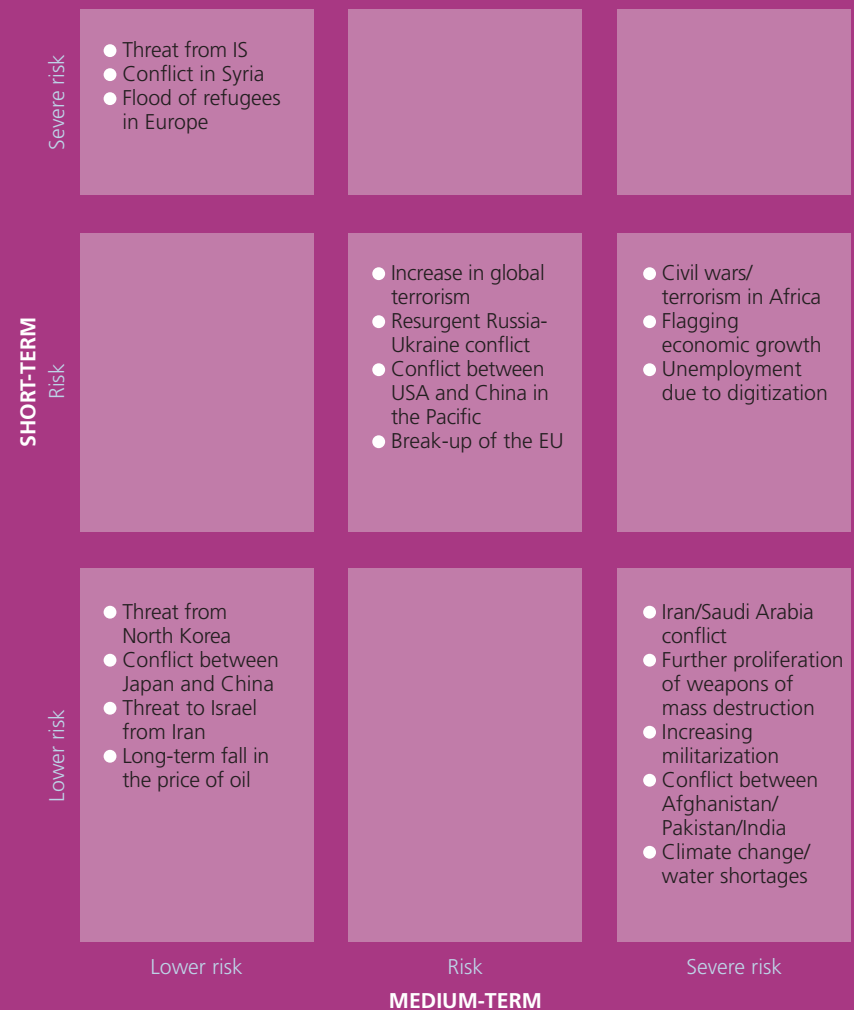 SHORT-TERM
Severe risk
● Threat from IS
● Conflict in Syria
● Flood of refugees
in Europe
Risk
● Increase in global
terrorism
● Resurgent Russia-
Ukraine conflict
● Conflict between
USA and China in
the Pacific
● Break-up of the EU
● Civil wars/
terrorism in Africa
● Flagging
economic growth
● Unemployment
due to digitization
Lower risk
● Threat from
North Korea
● Conflict between
Japan and China
● Threat to Israel
from Iran
● Long-term fall in
the price of oil
● Iran/Saudi Arabia
conflict
● Further proliferation
of weapons of
mass destruction
● Increasing
militarization
● Conflict between
Afghanistan/
Pakistan/India
● Climate change/
water shortages
Lower risk
Risk
Severe risk
MEDIUM-TERM